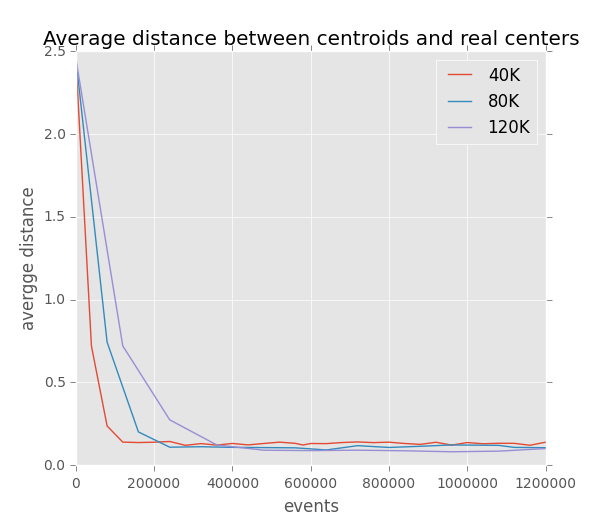 Average distance between centroids and real centers
2.5
2.0
1.5
1.0
0.5
0.0
avergge distance
40K
80K
120K
0
200000
400000
600000
800000
1000000
1200000
events